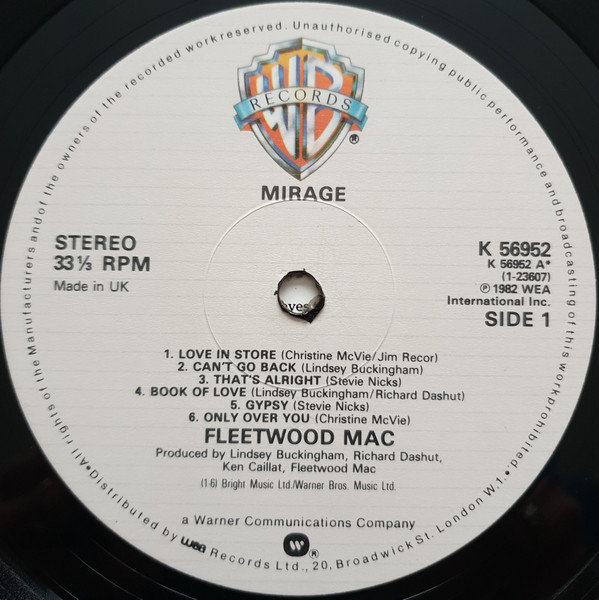 All rights of the Manufacturers and of the owners of the recorded work reserved. Unauthorised copying public performance and broadcasting of this work prohibited.
WB
RECORDS
®
MIRAGE
STEREO
33⅓ RPM
Made in UK
K 56952
K 56952 A*
(1-23607)
℗ 1982 WEA
International Inc.
SIDE 1
oves
1. LOVE IN STORE (Christine McVie/Jim Recor)
2. CAN'T GO BACK (Lindsey Buckingham)
3. THAT'S ALRIGHT (Stevie Nicks)
4. BOOK OF LOVE (Lindsey Buckingham/Richard Dashut)
5. GYPSY (Stevie Nicks)
6. ONLY OVER YOU (Christine McVie)
FLEETWOOD MAC
Produced by Lindsey Buckingham, Richard Dashut,
Ken Caillat, Fleetwood Mac
(1-6) Bright Music Ltd./Warner Bros. Music Ltd.
a Warner Communications Company
®
•Distributed by wea Records Ltd., 20, Broadwick St. London W.1.•